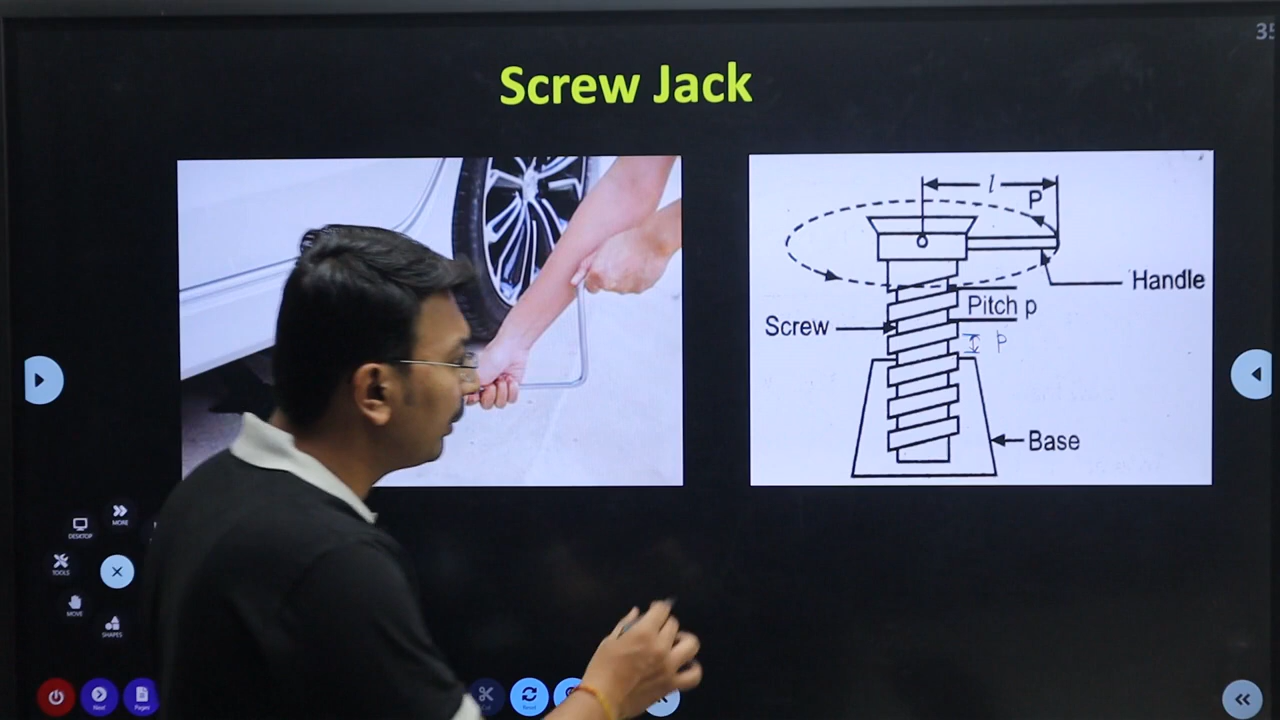 35
Screw Jack
l
P
Handle
Pitch p
Screw
p
Base
MORE
DESKTOP
TOOLS
MOVE
SHAPES
Next
Pages